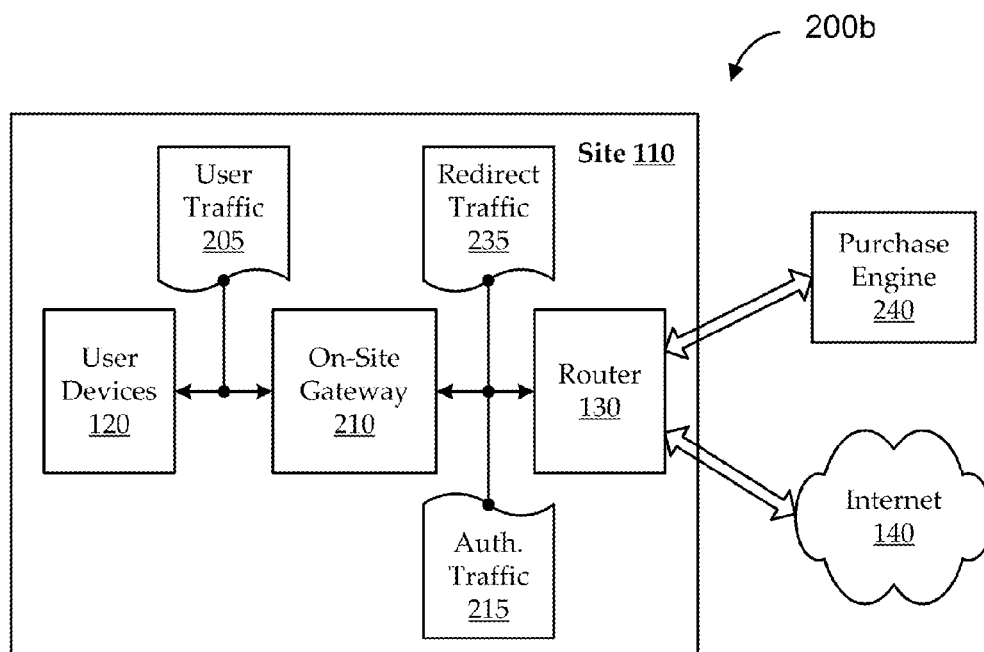 200b
Site 110
User
Traffic
205
Redirect
Traffic
235
Purchase
Engine
240
User
Devices
120
On-Site
Gateway
210
Router
130
Internet
140
Auth.
Traffic
215